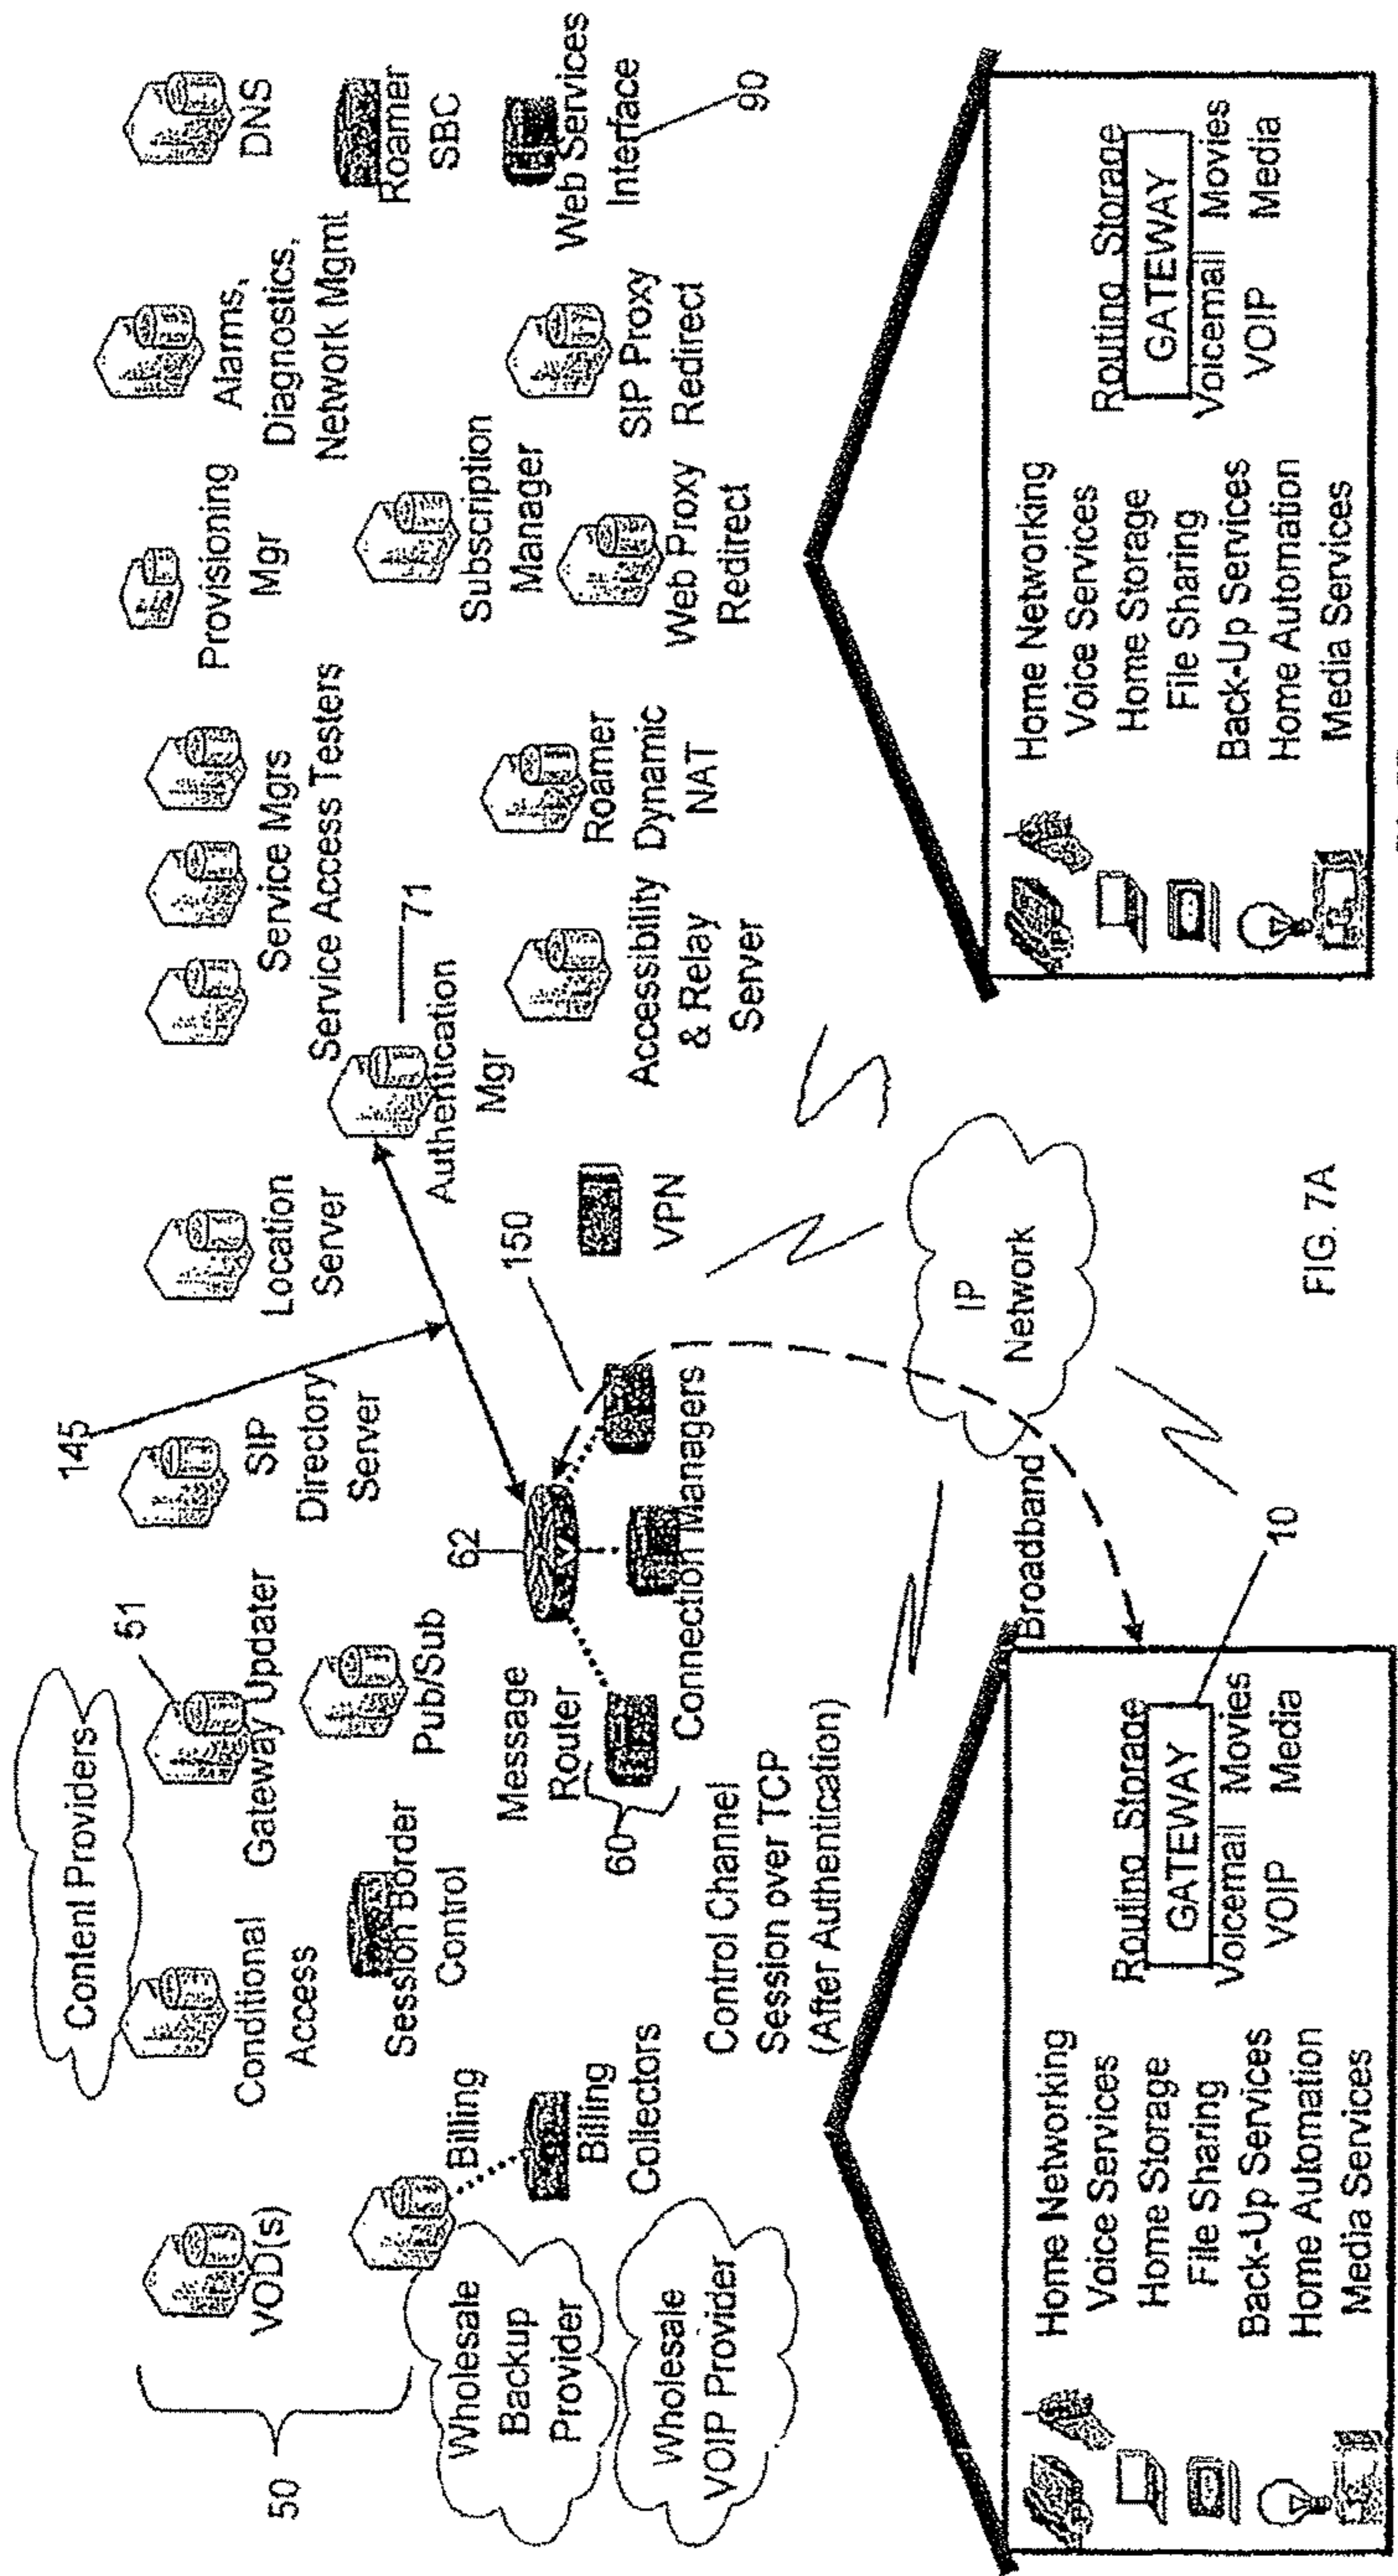 Content Providers
145
51
50
VOD(s)
Conditional
Access
Gateway Updater
SIP
Directory
Server
Location
Server
Service Mgrs
Service Access Testers
Provisioning
Mgr
Alarms,
Diagnostics,
Network Mgmt
DNS
Billing
Session Border
Control
Pub/Sub
62
Authentication
Mgr
71
Subscription
Manager
Roamer
SBC
Wholesale
Backup
Provider
Billing
Collectors
Message
Router
60
150
VPN
Accessibility
& Relay
Server
Roamer
Dynamic
NAT
Web Proxy
Redirect
SIP Proxy
Redirect
Web Services
Interface
90
Wholesale
VOIP Provider
Connection Managers
Control Channel
Session over TCP
(After Authentication)
IP
Network
Broadband
10
Home Networking
Voice Services
Home Storage
File Sharing
Back-Up Services
Home Automation
Media Services
Routing Storage
GATEWAY
Voicemail Movies
VOIP Media
Home Networking
Voice Services
Home Storage
File Sharing
Back-Up Services
Home Automation
Media Services
Routing Storage
GATEWAY
Voicemail Movies
VOIP Media
FIG. 7A